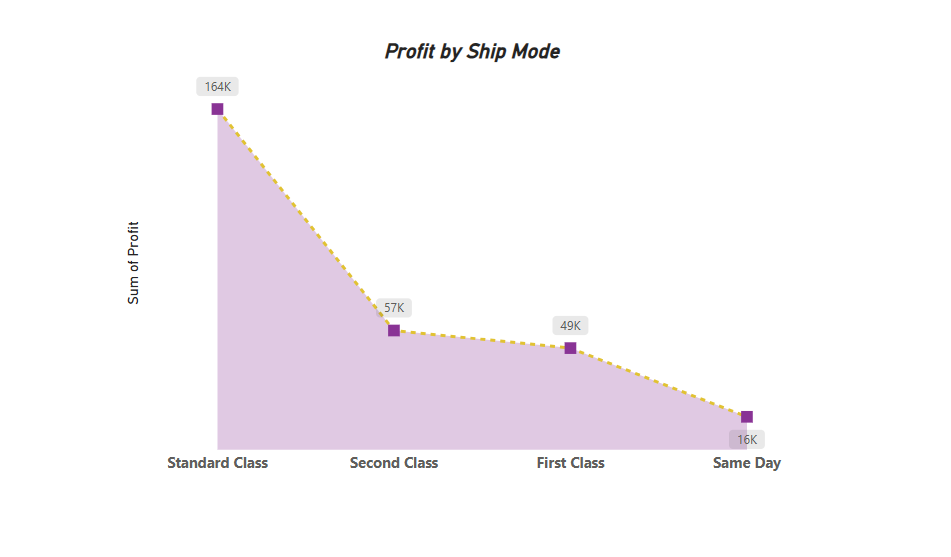 Profit by Ship Mode
164K
57K
49K
16K
Sum of Profit
Standard Class
Second Class
First Class
Same Day